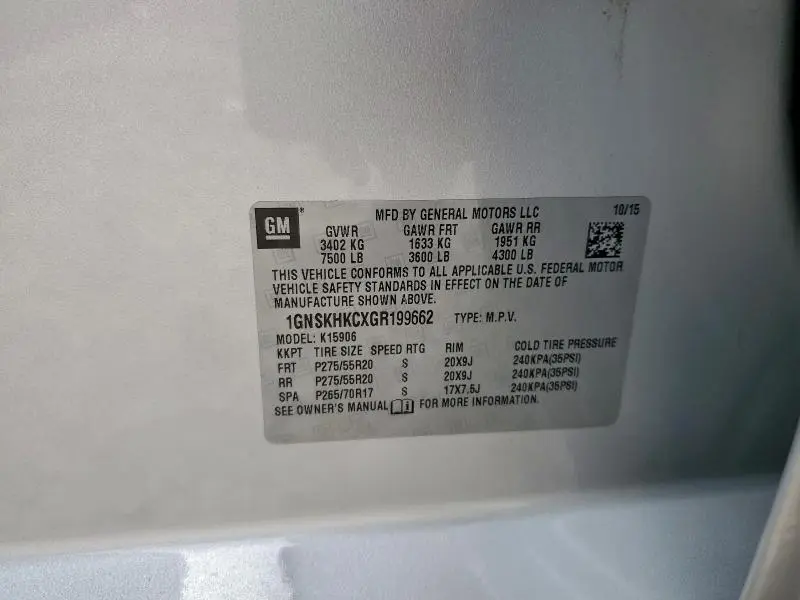 GM®
MFD BY GENERAL MOTORS LLC 10/15
GVWR GAWR FRT GAWR RR
3402 KG 1633 KG 1951 KG
7500 LB 3600 LB 4300 LB
THIS VEHICLE CONFORMS TO ALL APPLICABLE U.S. FEDERAL MOTOR
VEHICLE SAFETY STANDARDS IN EFFECT ON THE DATE OF
MANUFACTURE SHOWN ABOVE.
1GNSKHKCXGR199662 TYPE: M.P.V.
MODEL: K15906
KKPT TIRE SIZE SPEED RTG RIM COLD TIRE PRESSURE
FRT P275/55R20 S 20X9J 240KPA(35PSI)
RR P275/55R20 S 20X9J 240KPA(35PSI)
SPA P265/70R17 S 17X7.5J 240KPA(35PSI)
SEE OWNER'S MANUAL FOR MORE INFORMATION.